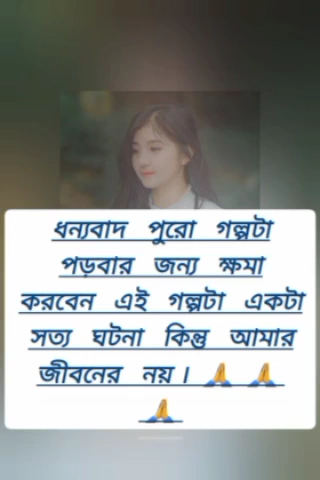 ধন্যবাদ পুরো গল্পটা
পড়বার জন্য ক্ষমা
করবেন এই গল্পটা একটা
সত্য ঘটনা কিন্তু আমার
জীবনের নয়। 🙏 🙏
🙏